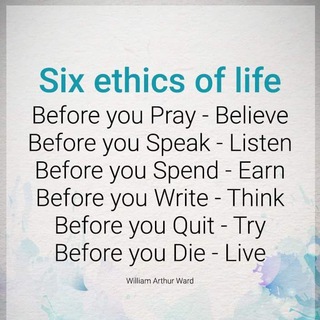 Six ethics of life
Before you Pray - Believe
Before you Speak - Listen
Before you Spend - Earn
Before you Write - Think
Before you Quit - Try
Before you Die - Live
William Arthur Ward